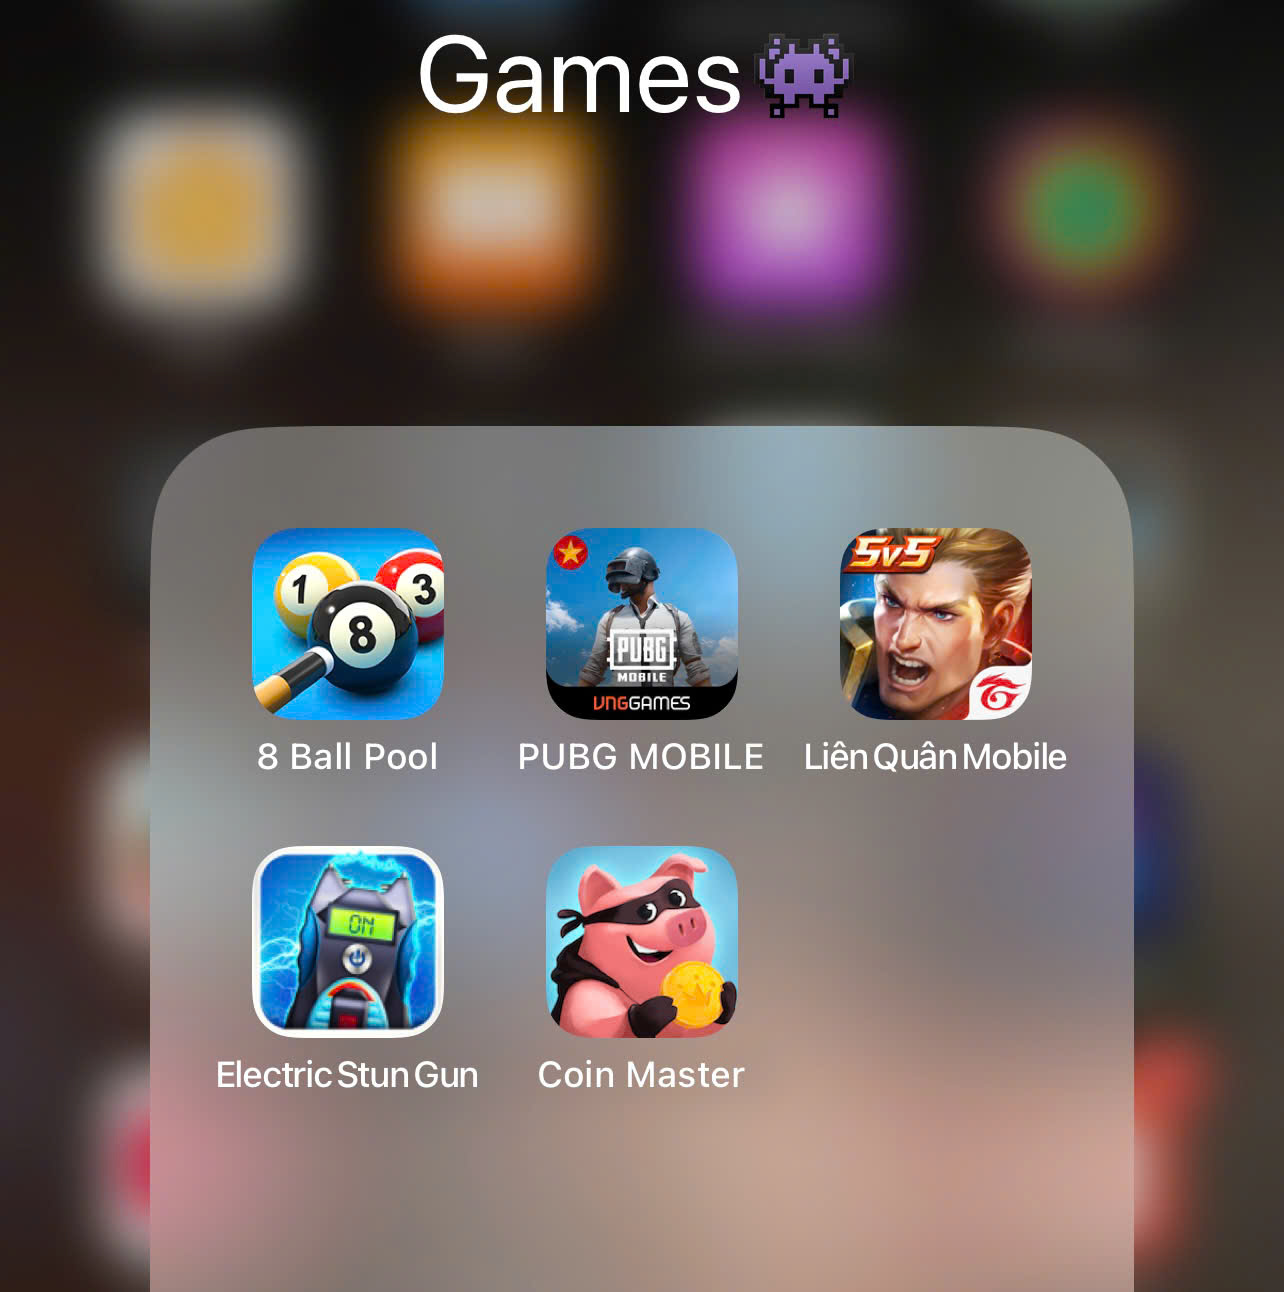 Games👾
1
3
8
PUBG
MOBILE
VNGGAMES
5v5
8 Ball Pool
PUBG MOBILE
Liên Quân Mobile
ON
Electric Stun Gun
Coin Master